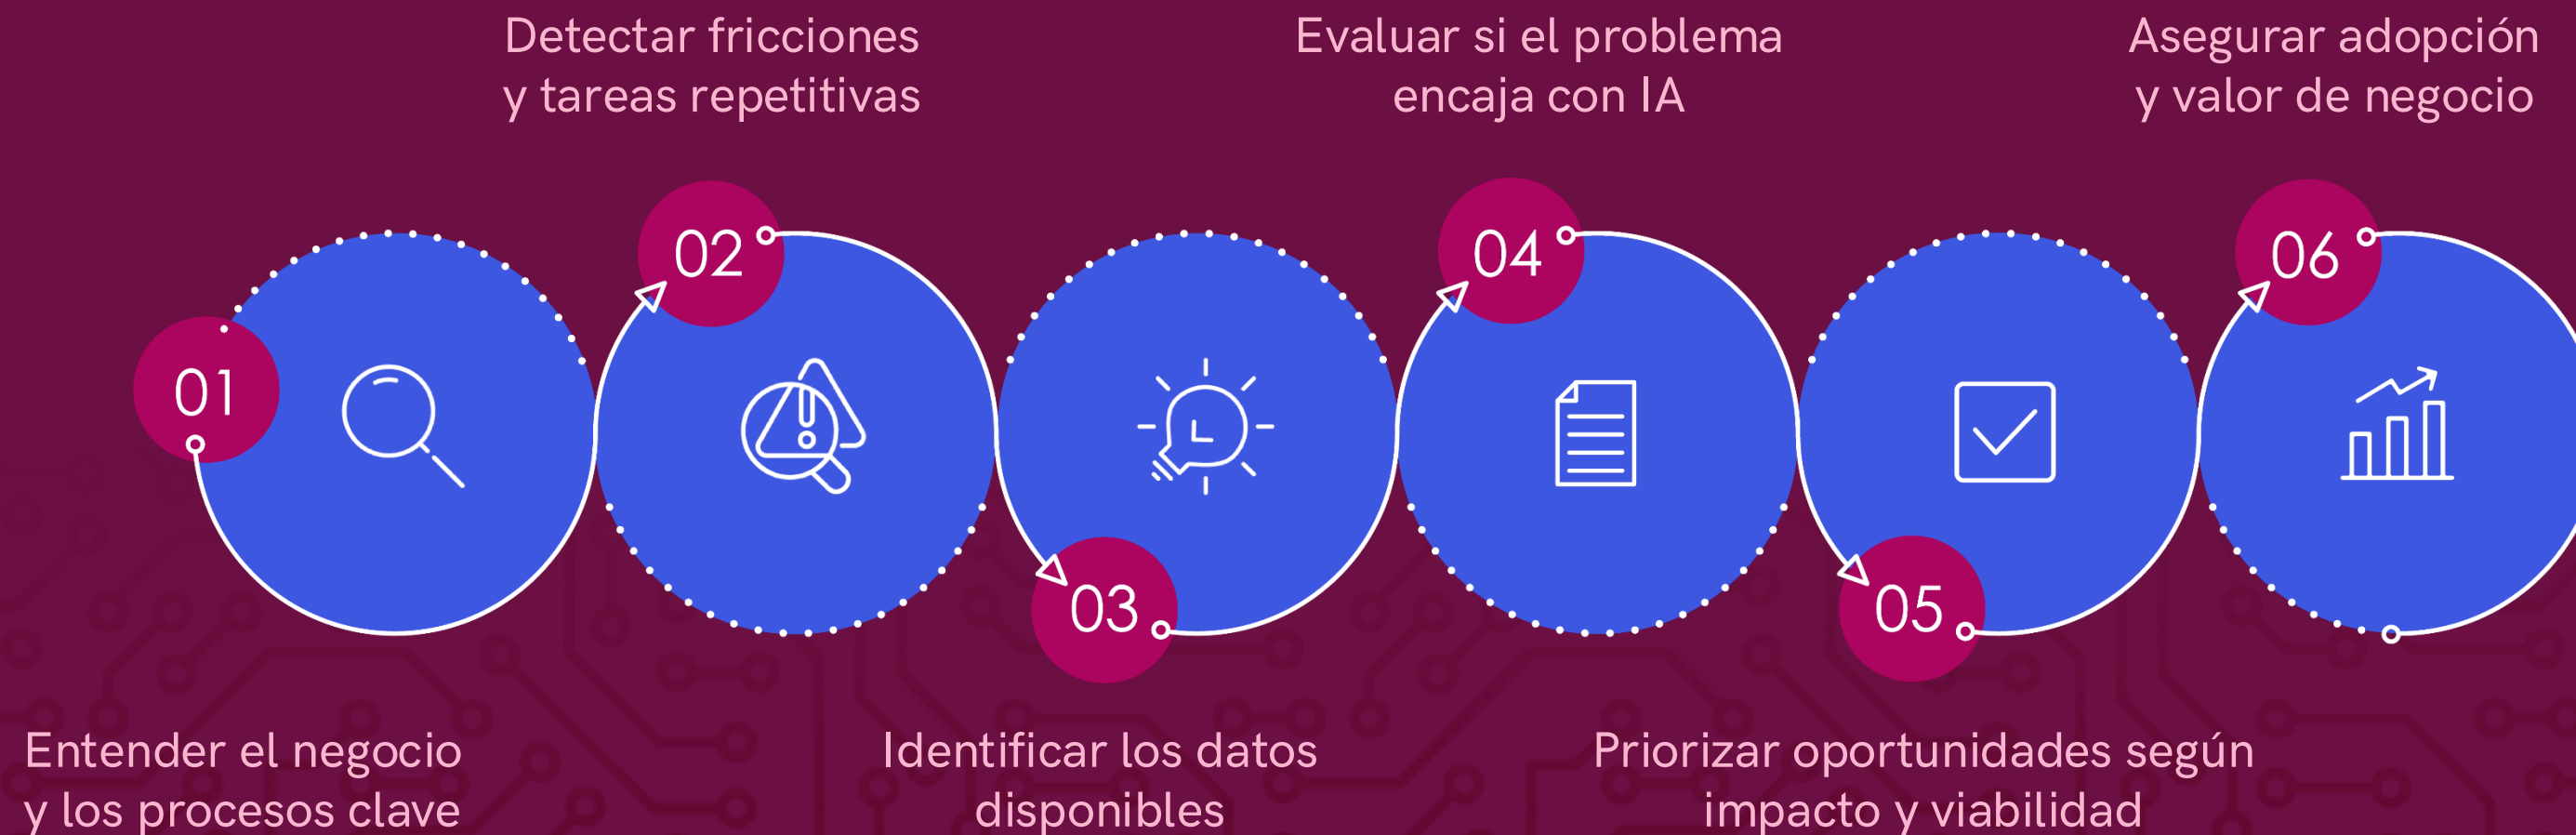 Detectar fricciones
y tareas repetitivas
Evaluar si el problema
encaja con IA
Asegurar adopción
y valor de negocio
01
02
03
04
05
06
Entender el negocio
y los procesos clave
Identificar los datos
disponibles
Priorizar oportunidades según
impacto y viabilidad